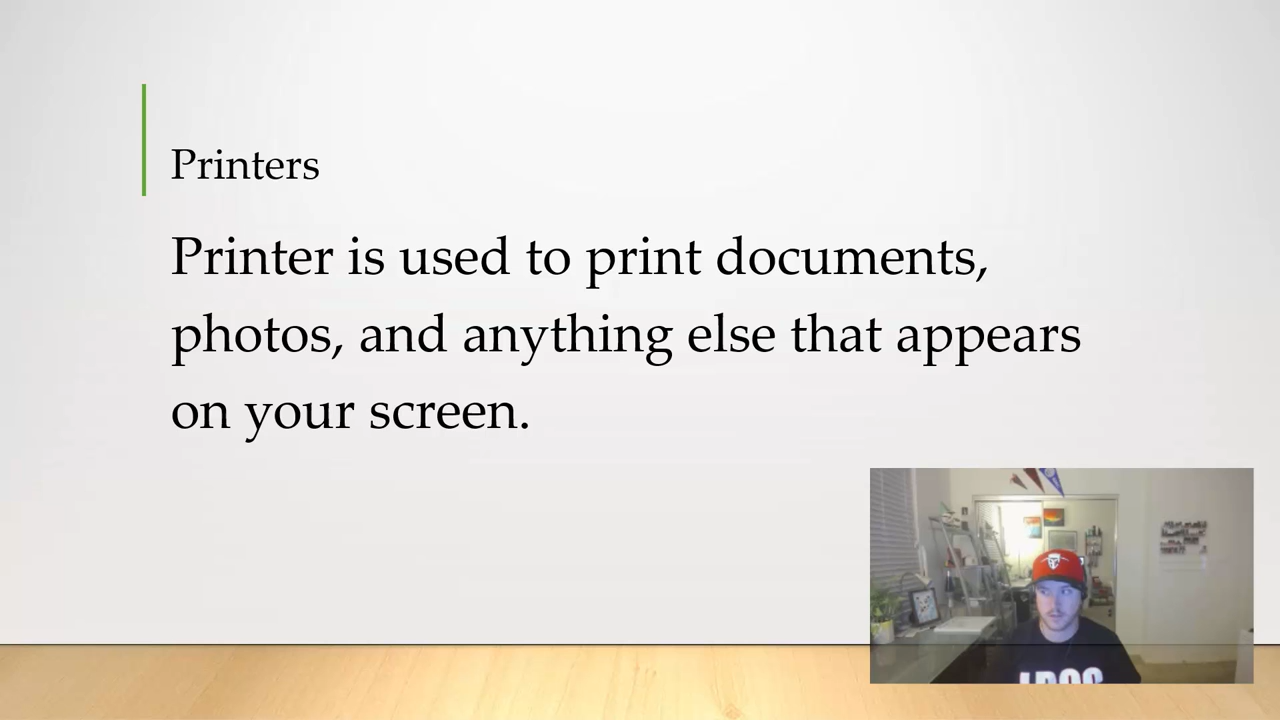 Printers
Printer is used to print documents,
photos, and anything else that appears
on your screen.